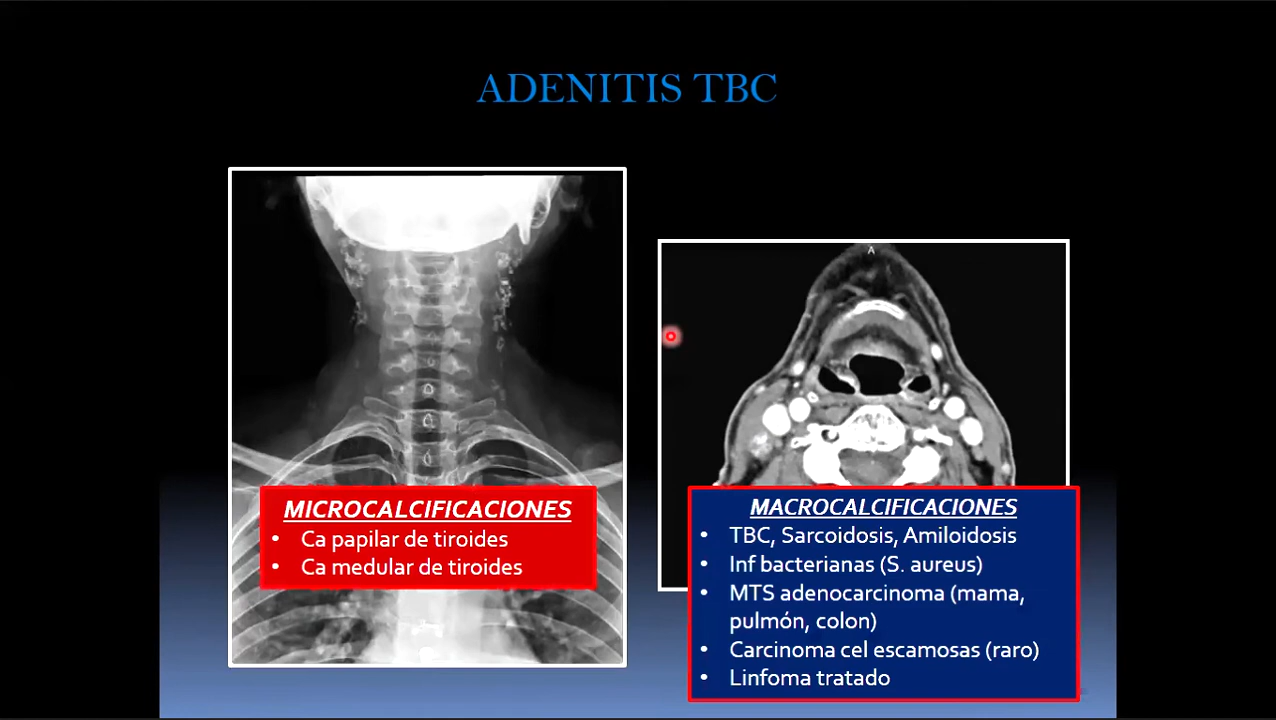 ADENITIS TBC
MICROCALCIFICACIONES
• Ca papilar de tiroides
• Ca medular de tiroides
A
MACROCALCIFICACIONES
• TBC, Sarcoidosis, Amiloidosis
• Inf bacterianas (S. aureus)
• MTS adenocarcinoma (mama,
pulmón, colon)
• Carcinoma cel escamosas (raro)
• Linfoma tratado